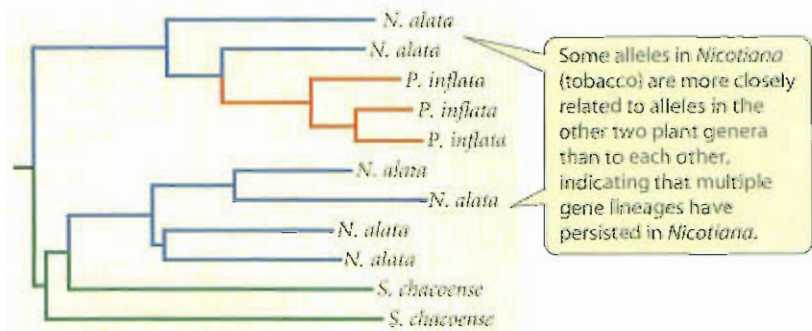 N. alata
N. alata
P. inflata
P. inflata
P. inflata
N. alata
N. alata
N. alata
N. alata
S. chacoense
S. chacoense
Some alleles in Nicotiana
(tobacco) are more closely
related to alleles in the
other two plant genera
than to each other,
indicating that multiple
gene lineages have
persisted in Nicotiana.